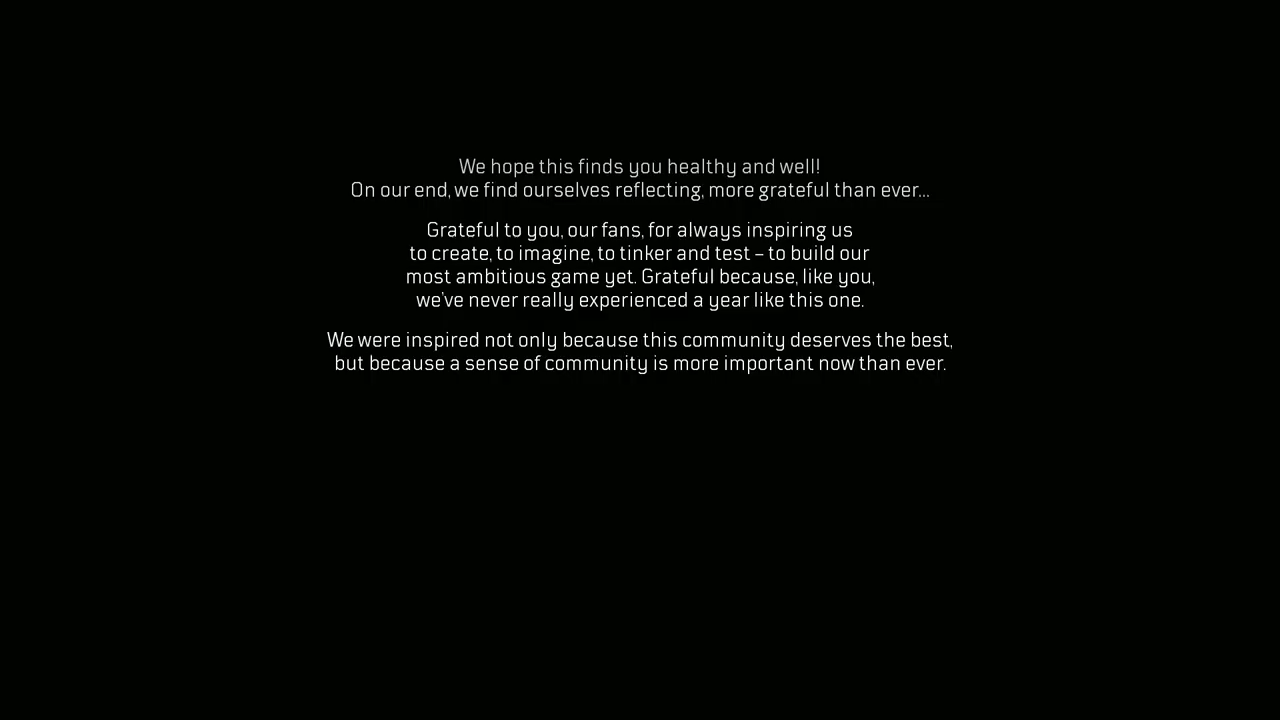 We hope this finds you healthy and well!
On our end, we find ourselves reflecting, more grateful than ever...
Grateful to you, our fans, for always inspiring us
to create, to imagine, to tinker and test – to build our
most ambitious game yet. Grateful because, like you,
we've never really experienced a year like this one.
We were inspired not only because this community deserves the best,
but because a sense of community is more important now than ever.